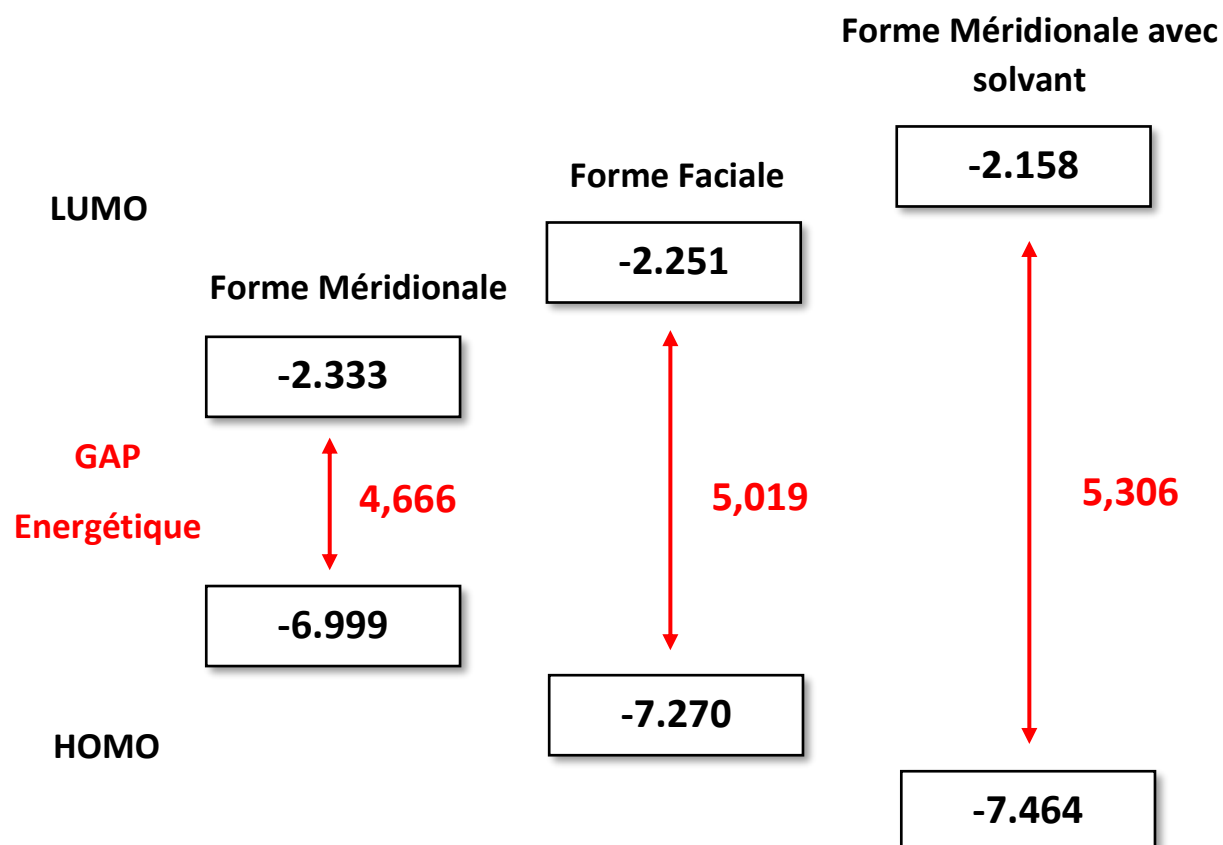 Forme Méridionale avec
solvant
-2.158
Forme Faciale
LUMO
-2.251
Forme Méridionale
-2.333
GAP
Energétique
4,666
5,019
5,306
-6.999
-7.270
HOMO
-7.464